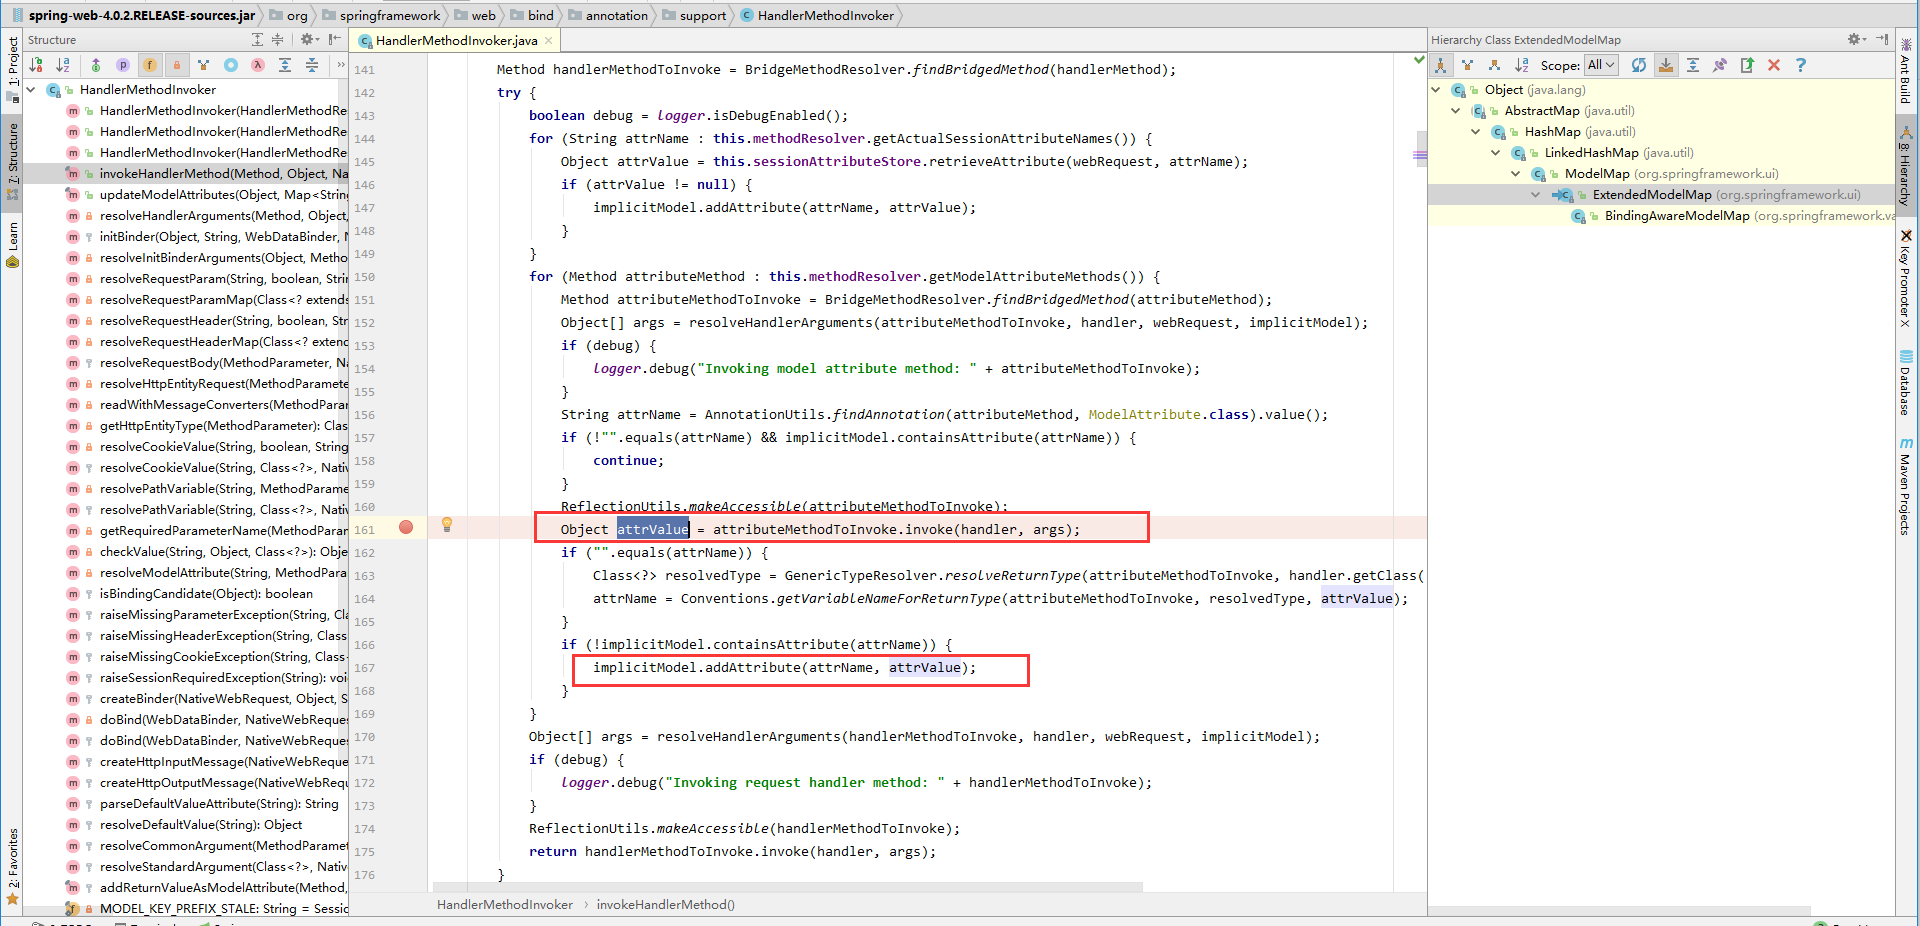 spring-web-4.0.2.RELEASE-sources.jar org springframework web bind annotation support HandlerMethodInvoker
Structure
HandlerMethodInvoker.java
Hierarchy Class ExtendedModelMap
Scope: All
1: Project
7: Structure
Learn
2: Favorites
HandlerMethodInvoker
HandlerMethodInvoker(HandlerMethodRe
HandlerMethodInvoker(HandlerMethodRe
HandlerMethodInvoker(HandlerMethodRe
invokeHandlerMethod(Method, Object, Na
updateModelAttributes(Object, Map<String
resolveHandlerArguments(Method, Object,
initBinder(Object, String, WebDataBinder, N
resolveInitBinderArguments(Object, Metho
resolveRequestParam(String, boolean, Strin
resolveRequestParamMap(Class<? extends
resolveRequestHeader(String, boolean, Str
resolveRequestHeaderMap(Class<? extend
resolveRequestBody(MethodParameter, Na
resolveHttpEntityRequest(MethodParamete
readWithMessageConverters(MethodParar
getHttpEntityType(MethodParameter): Clas
resolveCookieValue(String, boolean, String
resolveCookieValue(String, Class<?>, Nativ
resolvePathVariable(String, MethodParame
resolvePathVariable(String, Class<?>, Nativ
getRequiredParameterName(MethodParan
checkValue(String, Object, Class<?>): Obje
resolveModelAttribute(String, MethodPara
isBindingCandidate(Object): boolean
raiseMissingParameterException(String, Cla
raiseMissingHeaderException(String, Class
raiseMissingCookieException(String, Class<
raiseSessionRequiredException(String): voi
createBinder(NativeWebRequest, Object, S
doBind(WebDataBinder, NativeWebReques
doBind(WebDataBinder, NativeWebReques
createHttpInputMessage(NativeWebReque
createHttpOutputMessage(NativeWebRequ
parseDefaultValueAttribute(String): String
resolveDefaultValue(String): Object
resolveCommonArgument(MethodParamet
resolveStandardArgument(Class<?>, Native
addReturnValueAsModelAttribute(Method,
MODEL_KEY_PREFIX_STALE: String = Sessic
141 Method handlerMethodToInvoke = BridgeMethodResolver.findBridgedMethod(handlerMethod);
142 try {
143 boolean debug = logger.isDebugEnabled();
144 for (String attrName : this.methodResolver.getActualSessionAttributeNames()) {
145 Object attrValue = this.sessionAttributeStore.retrieveAttribute(webRequest, attrName);
146 if (attrValue != null) {
147 implicitModel.addAttribute(attrName, attrValue);
148 }
149 }
150 for (Method attributeMethod : this.methodResolver.getModelAttributeMethods()) {
151 Method attributeMethodToInvoke = BridgeMethodResolver.findBridgedMethod(attributeMethod);
152 Object[] args = resolveHandlerArguments(attributeMethodToInvoke, handler, webRequest, implicitModel);
153 if (debug) {
154 logger.debug("Invoking model attribute method: " + attributeMethodToInvoke);
155 }
156 String attrName = AnnotationUtils.findAnnotation(attributeMethod, ModelAttribute.class).value();
157 if (!"".equals(attrName) && implicitModel.containsAttribute(attrName)) {
158 continue;
159 }
160 ReflectionUtils.makeAccessible(attributeMethodToInvoke);
161 Object attrValue = attributeMethodToInvoke.invoke(handler, args);
162 if ("".equals(attrName)) {
163 Class<?> resolvedType = GenericTypeResolver.resolveReturnType(attributeMethodToInvoke, handler.getClass(
164 attrName = Conventions.getVariableNameForReturnType(attributeMethodToInvoke, resolvedType, attrValue);
165 }
166 if (!implicitModel.containsAttribute(attrName)) {
167 implicitModel.addAttribute(attrName, attrValue);
168 }
169 }
170 Object[] args = resolveHandlerArguments(handlerMethodToInvoke, handler, webRequest, implicitModel);
171 if (debug) {
172 logger.debug("Invoking request handler method: " + handlerMethodToInvoke);
173 }
174 ReflectionUtils.makeAccessible(handlerMethodToInvoke);
175 return handlerMethodToInvoke.invoke(handler, args);
176 }
HandlerMethodInvoker › invokeHandlerMethod()
Object (java.lang)
AbstractMap (java.util)
HashMap (java.util)
LinkedHashMap (java.util)
ModelMap (org.springframework.ui)
ExtendedModelMap (org.springframework.ui)
BindingAwareModelMap (org.springframework.va
Ant Build
8: Hierarchy
Key Promoter X
Database
Maven Projects